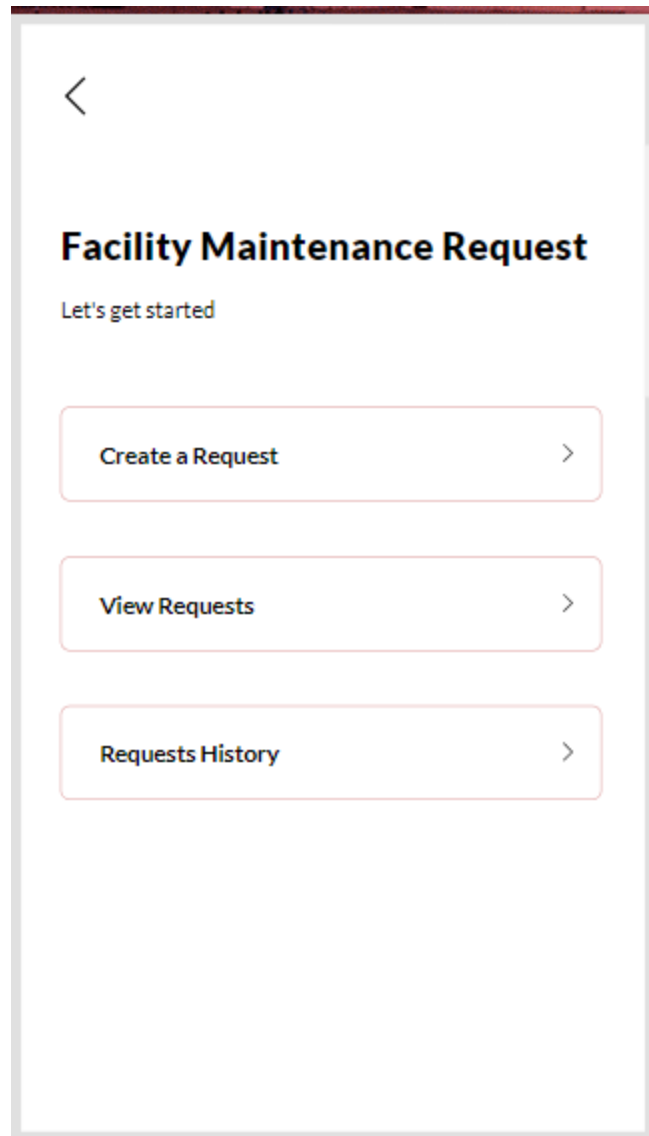 Facility Maintenance Request
Let's get started
Create a Request
View Requests
Requests History